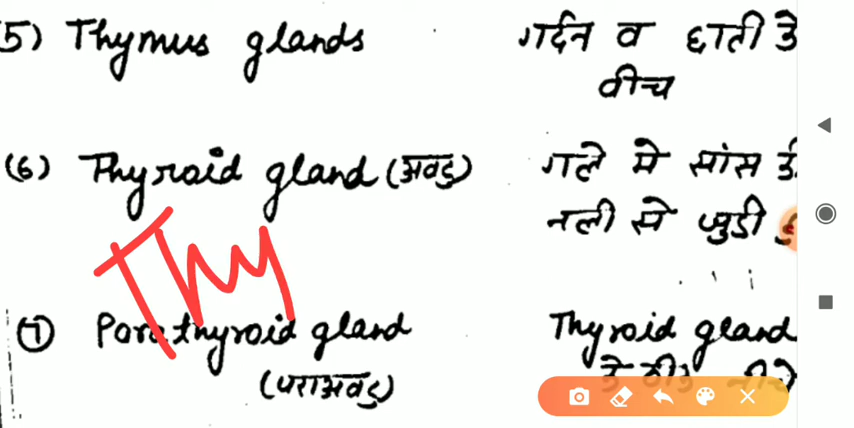 5) Thymus glands गर्दन व छाती के
बीच
(6) Thyroid gland (अवटु) गले मे सांस की
नली से जुडी
Thy
(7) Parathyroid gland Thyroid gland
(पराअवटु) के ठीक नीचे